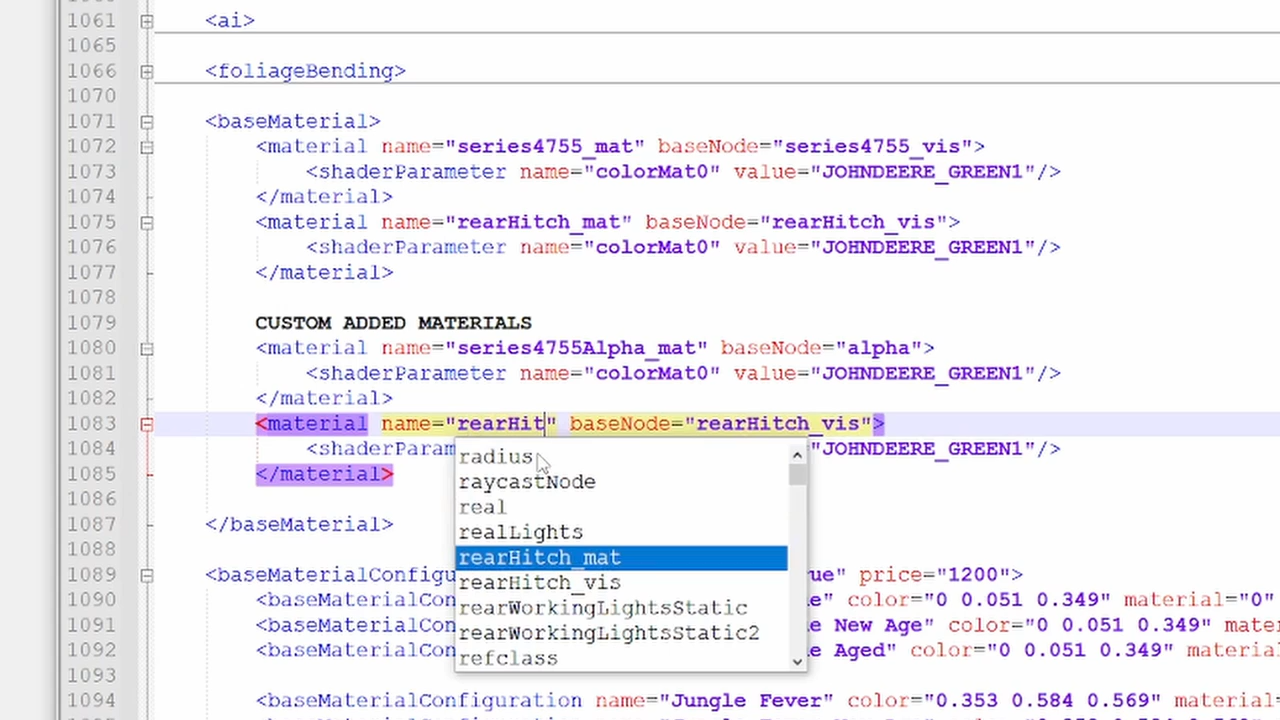 1061 <ai>
1065
1066 <foliageBending>
1070
1071 <baseMaterial>
1072 <material name="series4755_mat" baseNode="series4755_vis">
1073 <shaderParameter name="colorMat0" value="JOHNDEERE_GREEN1"/>
1074 </material>
1075 <material name="rearHitch_mat" baseNode="rearHitch_vis">
1076 <shaderParameter name="colorMat0" value="JOHNDEERE_GREEN1"/>
1077 </material>
1078
1079 CUSTOM ADDED MATERIALS
1080 <material name="series4755Alpha_mat" baseNode="alpha">
1081 <shaderParameter name="colorMat0" value="JOHNDEERE_GREEN1"/>
1082 </material>
1083 <material name="rearHit" baseNode="rearHitch_vis">
1084 <shaderParam "JOHNDEERE_GREEN1"/>
radius
1085 </material>
raycastNode
1086
real
1087 </baseMaterial>
realLights
1088
rearHitch_mat
1089 <baseMaterialConfigu ue" price="1200">
rearHitch_vis
1090 <baseMaterialCon e" color="0 0.051 0.349" material="0"
rearWorkingLightsStatic
1091 <baseMaterialCon e New Age" color="0 0.051 0.349" mater
rearWorkingLightsStatic2
1092 <baseMaterialCon e Aged" color="0 0.051 0.349" material
refclass
1093
1094 <baseMaterialConfiguration name="Jungle Fever" color="0.353 0.584 0.569" material=